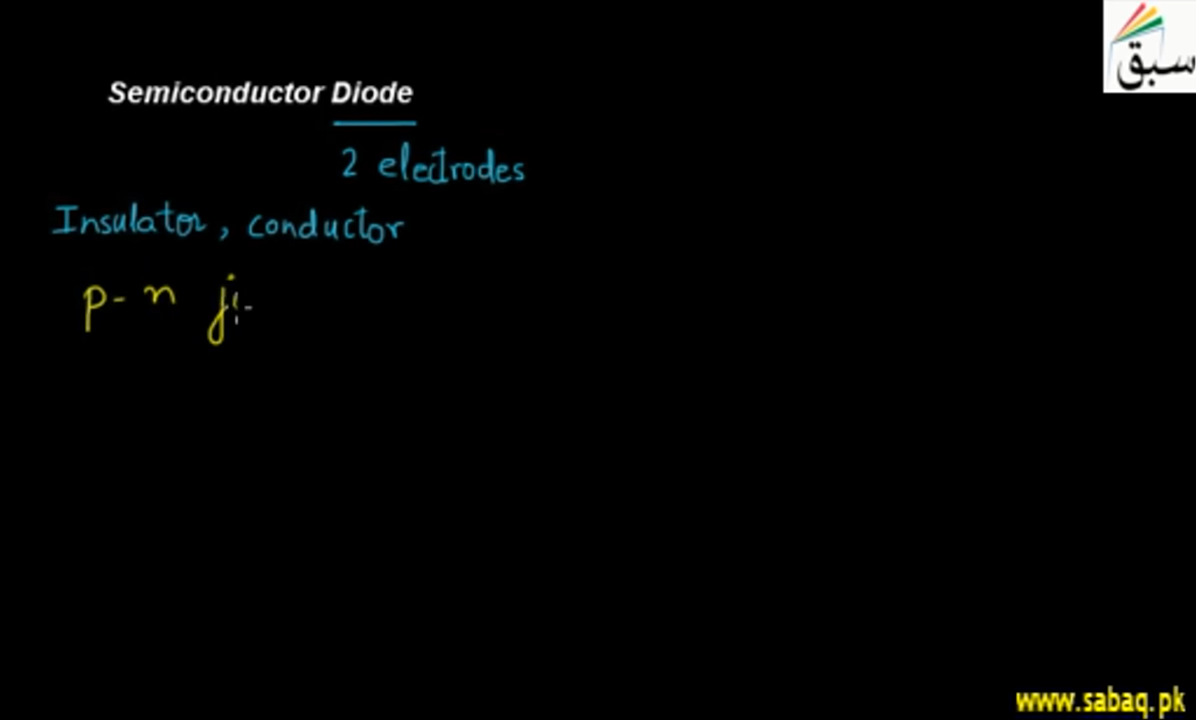 سبق
Semiconductor Diode
2 electrodes
Insulator, conductor
p-n
www.sabaq.pk